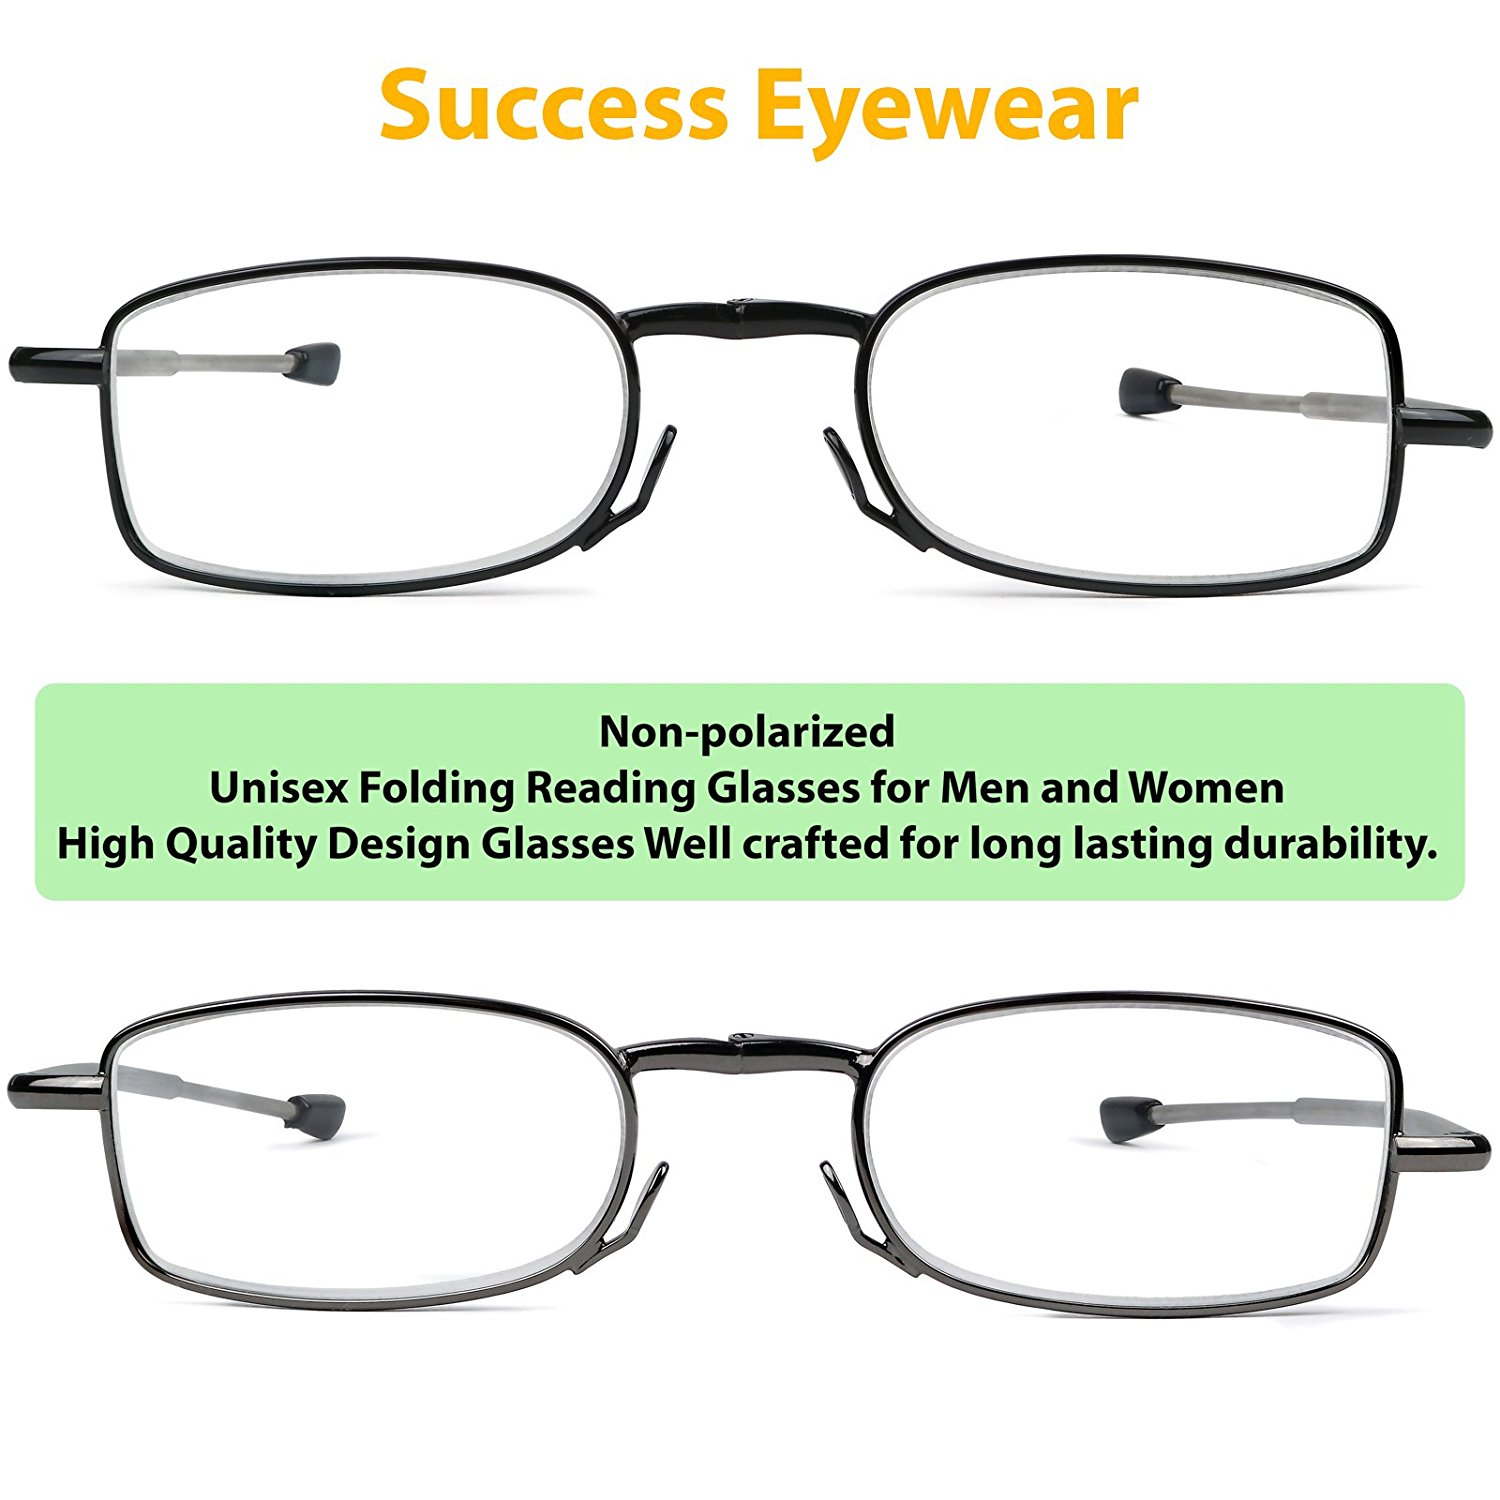 Success Eyewear
Non-polarized
Unisex Folding Reading Glasses for Men and Women
High Quality Design Glasses Well crafted for long lasting durability.